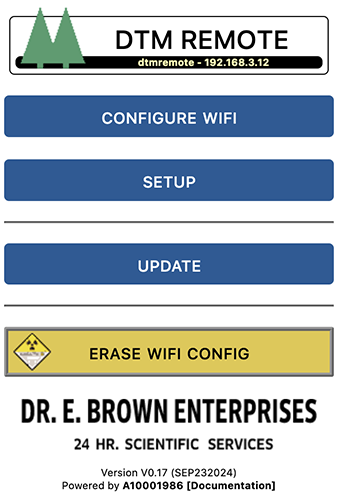 DTM REMOTE
dtmremote - 192.168.3.12
CONFIGURE WIFI
SETUP
UPDATE
ERASE WIFI CONFIG
DR. E. BROWN ENTERPRISES
24 HR. SCIENTIFIC SERVICES
Version V0.17 (SEP232024)
Powered by A10001986 [Documentation]